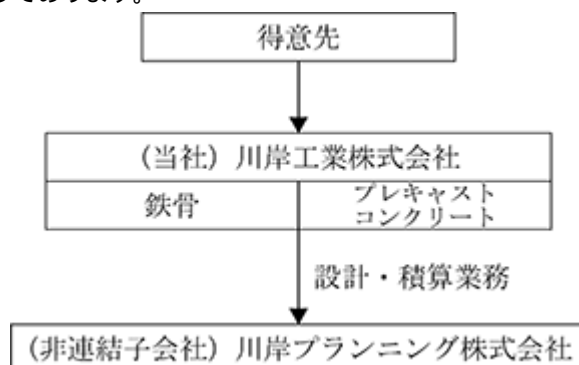 ております。
得意先
(当社) 川岸工業株式会社
鉄骨
プレキャスト
コンクリート
設計・積算業務
(非連結子会社) 川岸プランニング株式会社